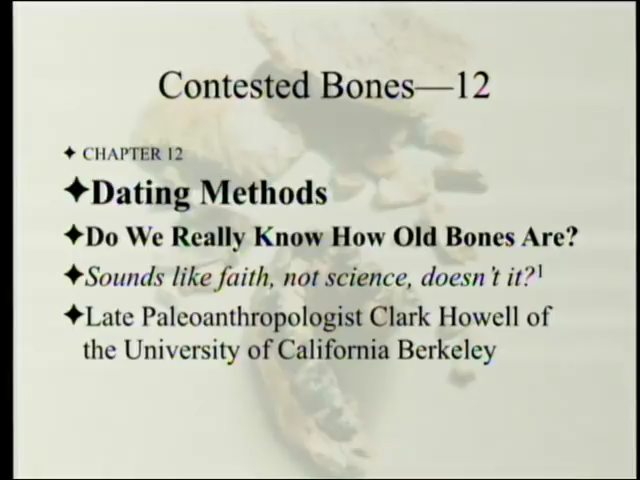 Contested Bones—12
✦ CHAPTER 12
✦Dating Methods
✦Do We Really Know How Old Bones Are?
✦Sounds like faith, not science, doesn't it?¹
✦Late Paleoanthropologist Clark Howell of
the University of California Berkeley